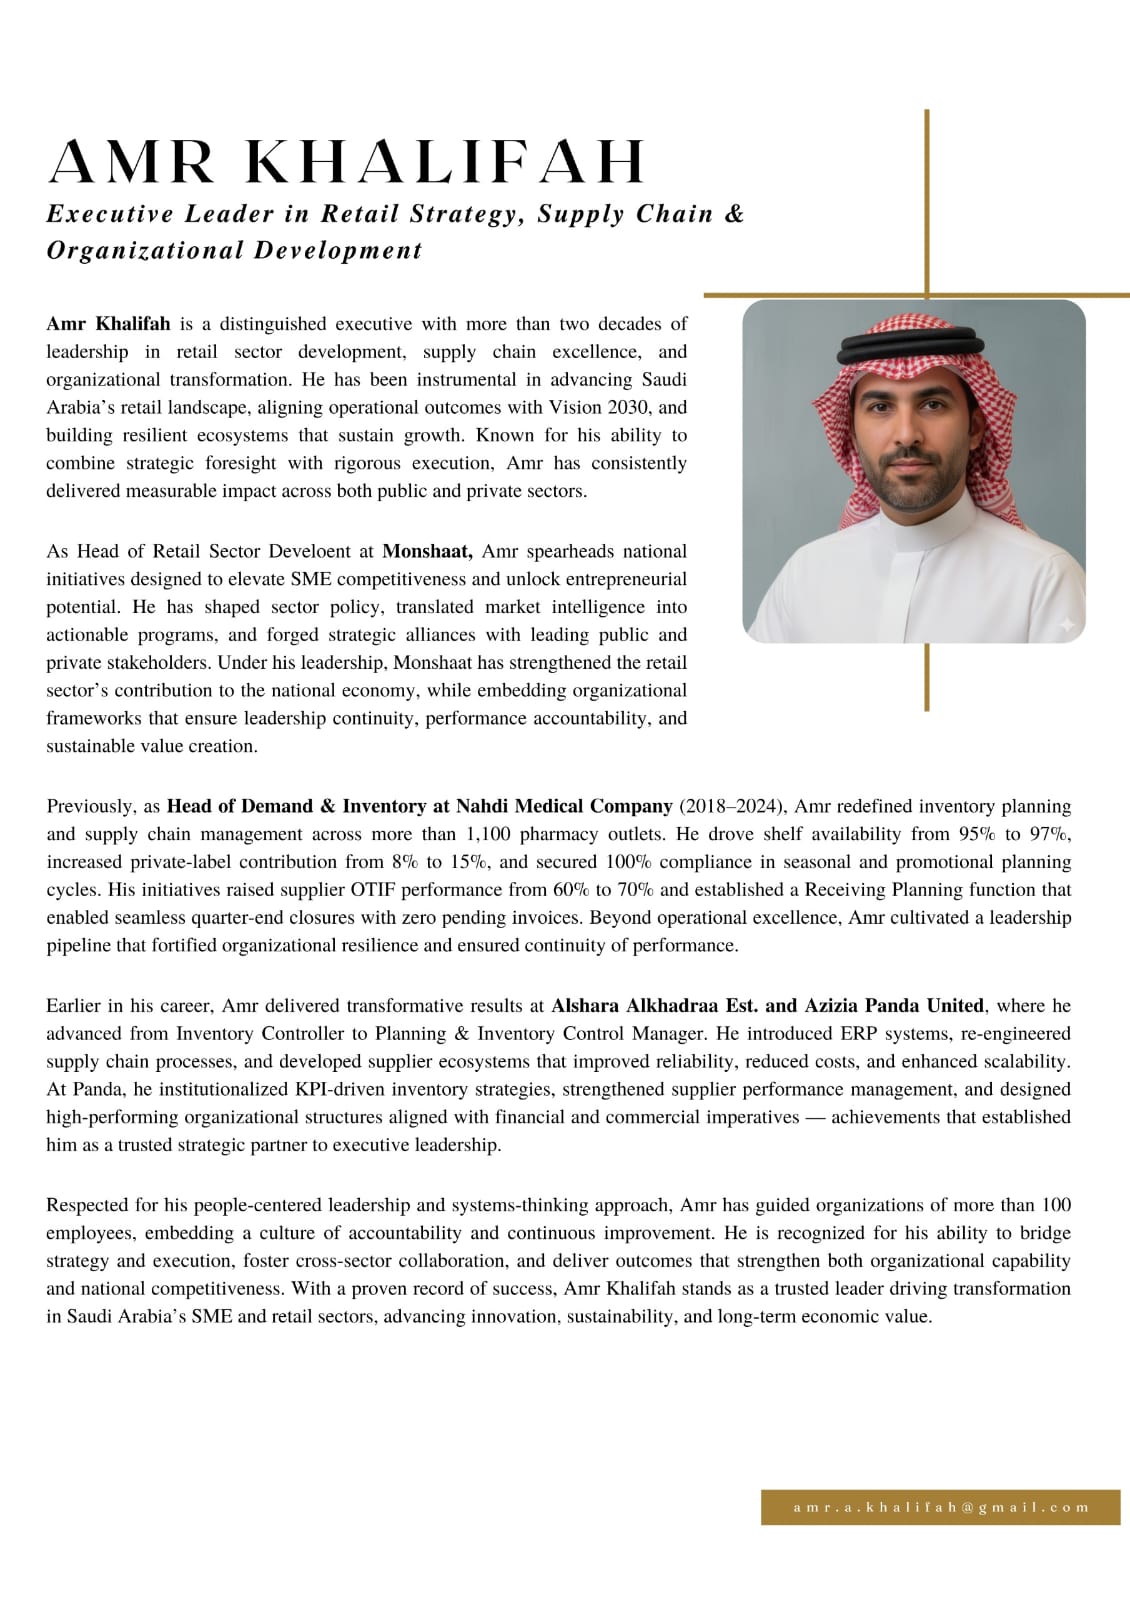 AMR KHALIFAH
Executive Leader in Retail Strategy, Supply Chain &
Organizational Development
Amr Khalifah is a distinguished executive with more than two decades of
leadership in retail sector development, supply chain excellence, and
organizational transformation. He has been instrumental in advancing Saudi
Arabia’s retail landscape, aligning operational outcomes with Vision 2030, and
building resilient ecosystems that sustain growth. Known for his ability to
combine strategic foresight with rigorous execution, Amr has consistently
delivered measurable impact across both public and private sectors.
As Head of Retail Sector Develoent at Monshaat, Amr spearheads national
initiatives designed to elevate SME competitiveness and unlock entrepreneurial
potential. He has shaped sector policy, translated market intelligence into
actionable programs, and forged strategic alliances with leading public and
private stakeholders. Under his leadership, Monshaat has strengthened the retail
sector’s contribution to the national economy, while embedding organizational
frameworks that ensure leadership continuity, performance accountability, and
sustainable value creation.
Previously, as Head of Demand & Inventory at Nahdi Medical Company (2018–2024), Amr redefined inventory planning
and supply chain management across more than 1,100 pharmacy outlets. He drove shelf availability from 95% to 97%,
increased private-label contribution from 8% to 15%, and secured 100% compliance in seasonal and promotional planning
cycles. His initiatives raised supplier OTIF performance from 60% to 70% and established a Receiving Planning function that
enabled seamless quarter-end closures with zero pending invoices. Beyond operational excellence, Amr cultivated a leadership
pipeline that fortified organizational resilience and ensured continuity of performance.
Earlier in his career, Amr delivered transformative results at Alshara Alkhadraa Est. and Azizia Panda United, where he
advanced from Inventory Controller to Planning & Inventory Control Manager. He introduced ERP systems, re-engineered
supply chain processes, and developed supplier ecosystems that improved reliability, reduced costs, and enhanced scalability.
At Panda, he institutionalized KPI-driven inventory strategies, strengthened supplier performance management, and designed
high-performing organizational structures aligned with financial and commercial imperatives — achievements that established
him as a trusted strategic partner to executive leadership.
Respected for his people-centered leadership and systems-thinking approach, Amr has guided organizations of more than 100
employees, embedding a culture of accountability and continuous improvement. He is recognized for his ability to bridge
strategy and execution, foster cross-sector collaboration, and deliver outcomes that strengthen both organizational capability
and national competitiveness. With a proven record of success, Amr Khalifah stands as a trusted leader driving transformation
in Saudi Arabia’s SME and retail sectors, advancing innovation, sustainability, and long-term economic value.
amr.a.khalifah@gmail.com